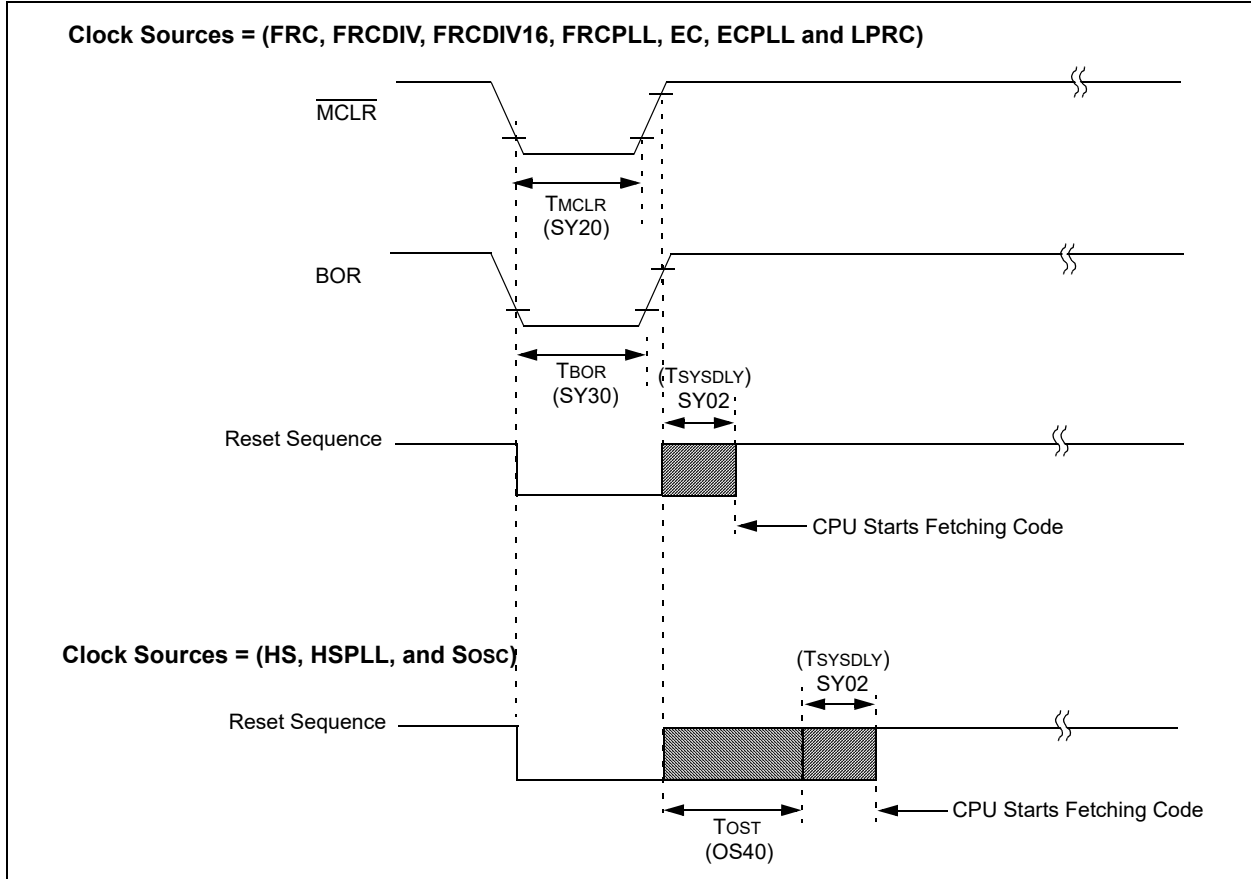 Clock Sources = (FRC, FRCDIV, FRCDIV16, FRCPLL, EC, ECPLL and LPRC)
MCLR
TMCLR
(SY20)
BOR
TBOR
(SY30)
(TSYSDLY)
SY02
Reset Sequence
CPU Starts Fetching Code
Clock Sources = (HS, HSPLL, and SOSC)
(TSYSDLY)
SY02
Reset Sequence
CPU Starts Fetching Code
TOST
(OS40)